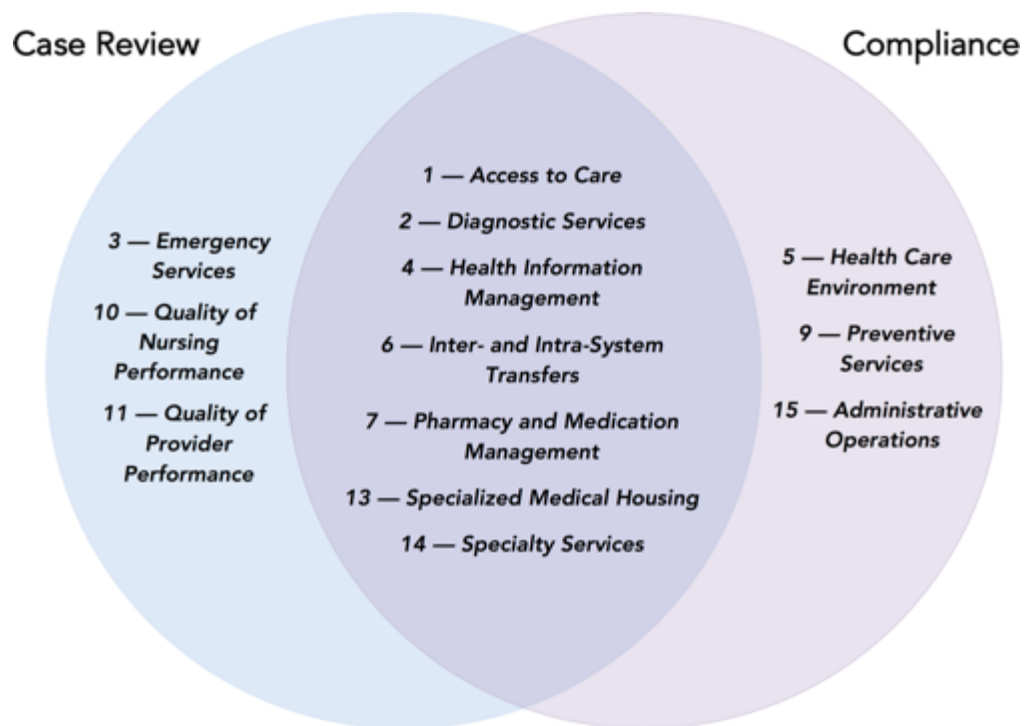 Case Review
Compliance
3 — Emergency
Services
10 — Quality of
Nursing
Performance
11 — Quality of
Provider
Performance
1 — Access to Care
2 — Diagnostic Services
4 — Health Information
Management
6 — Inter- and Intra-System
Transfers
7 — Pharmacy and Medication
Management
13 — Specialized Medical Housing
14 — Specialty Services
5 — Health Care
Environment
9 — Preventive
Services
15 — Administrative
Operations